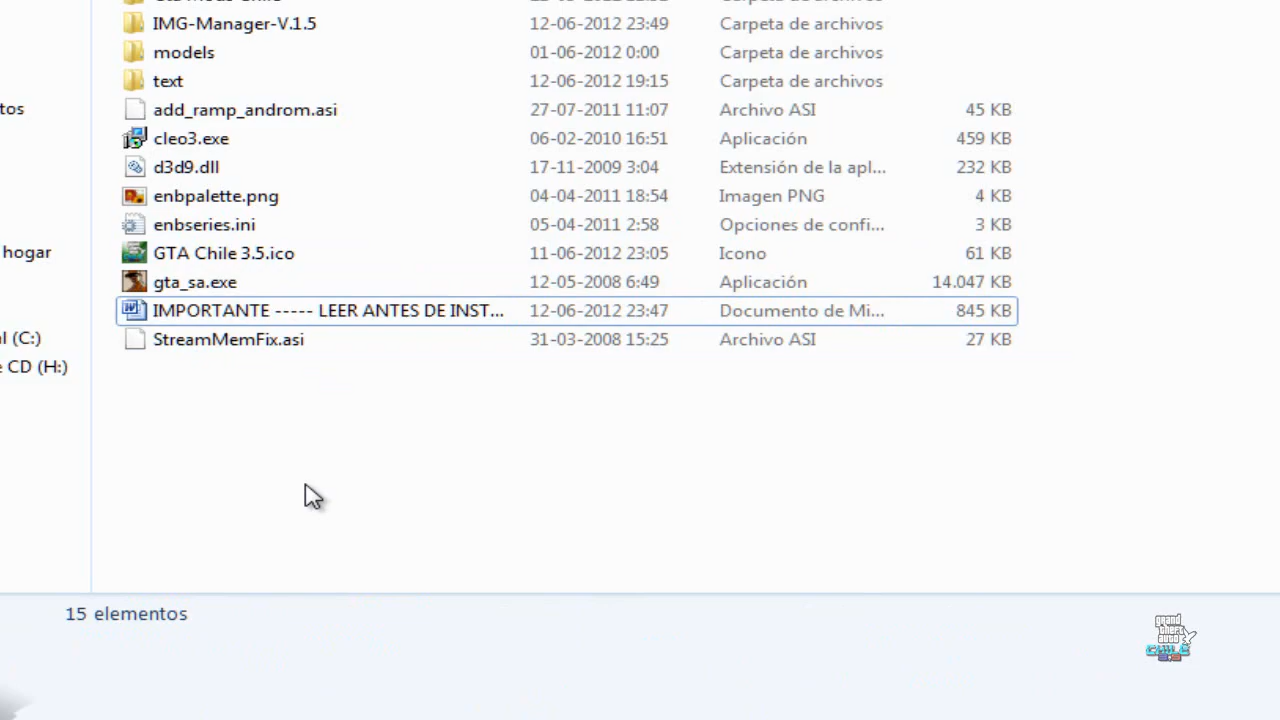 IMG-Manager-V.1.5 12-06-2012 23:49 Carpeta de archivos
models 01-06-2012 0:00 Carpeta de archivos
text 12-06-2012 19:15 Carpeta de archivos
tos add_ramp_androm.asi 27-07-2011 11:07 Archivo ASI 45 KB
cleo3.exe 06-02-2010 16:51 Aplicación 459 KB
d3d9.dll 17-11-2009 3:04 Extensión de la apl... 232 KB
enbpalette.png 04-04-2011 18:54 Imagen PNG 4 KB
enbseries.ini 05-04-2011 2:58 Opciones de confi... 3 KB
hogar GTA Chile 3.5.ico 11-06-2012 23:05 Icono 61 KB
gta_sa.exe 12-05-2008 6:49 Aplicación 14.047 KB
IMPORTANTE ----- LEER ANTES DE INST... 12-06-2012 23:47 Documento de Mi... 845 KB
l (C:) StreamMemFix.asi 31-03-2008 15:25 Archivo ASI 27 KB
e CD (H:)
15 elementos
grand
theft
auto
CHILE